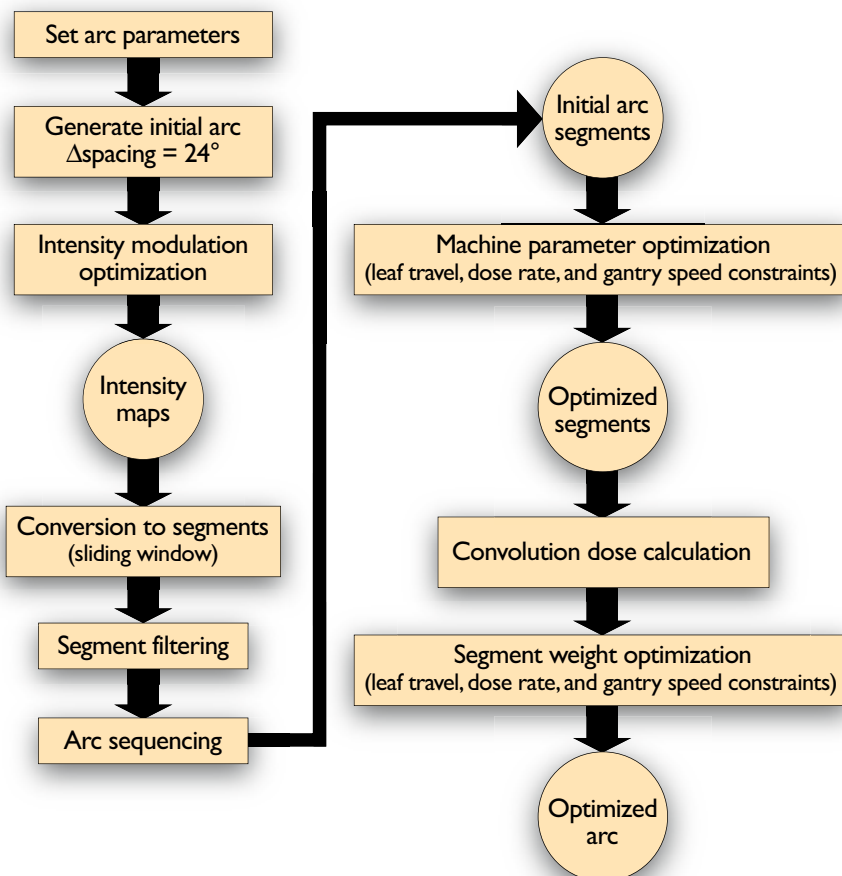 Set arc parameters
Generate initial arc
Δspacing = 24°
Intensity modulation
optimization
Intensity
maps
Conversion to segments
(sliding window)
Segment filtering
Arc sequencing
Initial arc
segments
Machine parameter optimization
(leaf travel, dose rate, and gantry speed constraints)
Optimized
segments
Convolution dose calculation
Segment weight optimization
(leaf travel, dose rate, and gantry speed constraints)
Optimized
arc